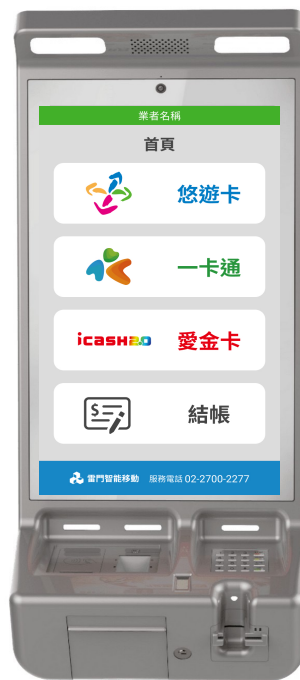 業者名稱
首頁
悠遊卡
一卡通
icash2.0 愛金卡
結帳
雷門智能移動 服務電話 02-2700-2277